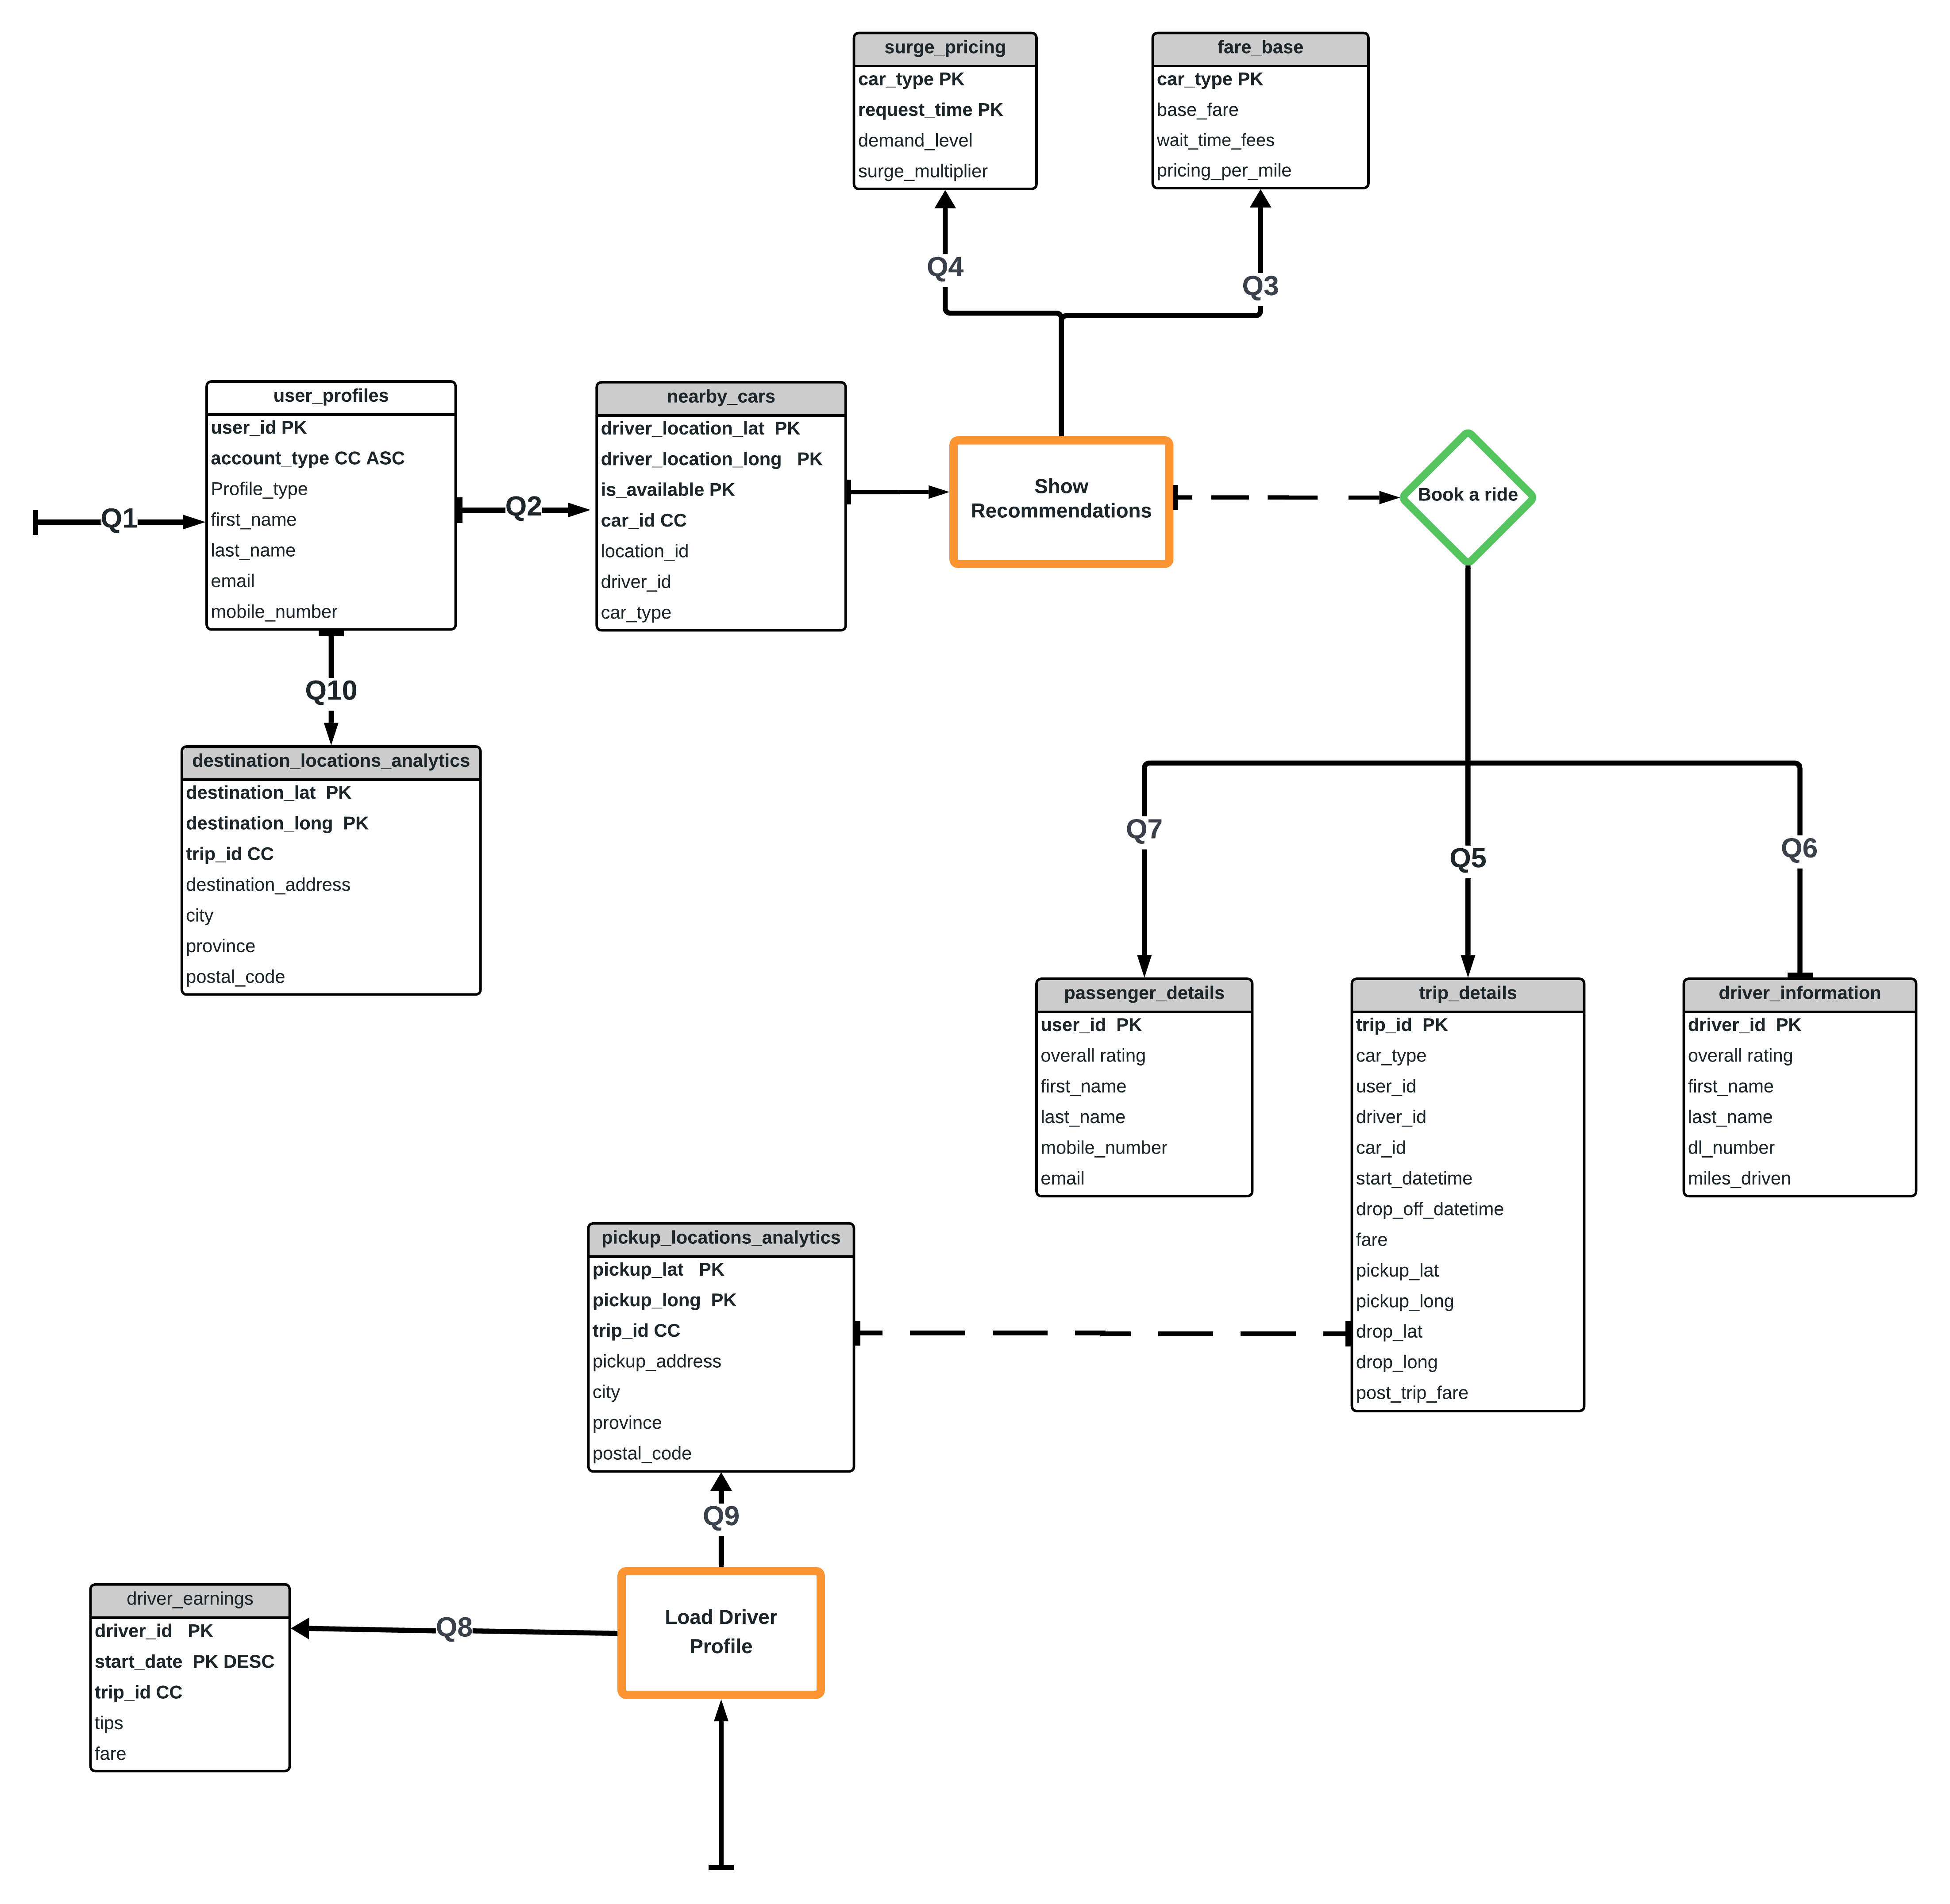 surge_pricing
car_type PK
request_time PK
demand_level
surge_multiplier
fare_base
car_type PK
base_fare
wait_time_fees
pricing_per_mile
Q4
Q3
user_profiles
user_id PK
account_type CC ASC
Profile_type
first_name
last_name
email
mobile_number
nearby_cars
driver_location_lat PK
driver_location_long PK
is_available PK
car_id CC
location_id
driver_id
car_type
Q1
Q2
Show
Recommendations
Book a ride
Q10
destination_locations_analytics
destination_lat PK
destination_long PK
trip_id CC
destination_address
city
province
postal_code
Q7
Q5
Q6
passenger_details
user_id PK
overall rating
first_name
last_name
mobile_number
email
trip_details
trip_id PK
car_type
user_id
driver_id
car_id
start_datetime
drop_off_datetime
fare
pickup_lat
pickup_long
drop_lat
drop_long
post_trip_fare
driver_information
driver_id PK
overall rating
first_name
last_name
dl_number
miles_driven
pickup_locations_analytics
pickup_lat PK
pickup_long PK
trip_id CC
pickup_address
city
province
postal_code
Q9
Load Driver
Profile
Q8
driver_earnings
driver_id PK
start_date PK DESC
trip_id CC
tips
fare